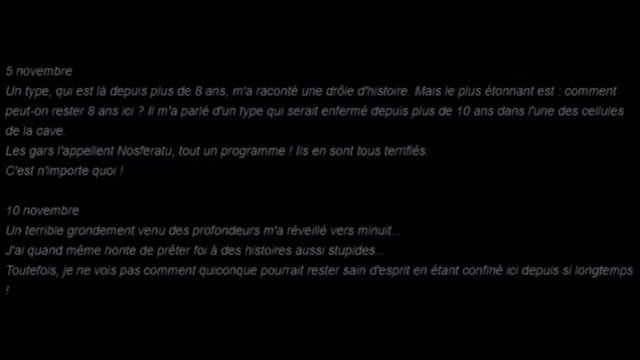 5 novembre
Un type, qui est là depuis plus de 8 ans, m'a raconté une drôle d'histoire. Mais le plus étonnant est : comment
peut-on rester 8 ans ici ? Il m'a parlé d'un type qui serait enfermé depuis plus de 10 ans dans l'une des cellules
de la cave.
Les gars l'appellent Nosferatu, tout un programme ! Ils en sont tous terrifiés.
C'est n'importe quoi !
10 novembre
Un terrible grondement venu des profondeurs m'a réveillé vers minuit...
J'ai quand même honte de prêter foi à des histoires aussi stupides...
Toutefois, je ne vois pas comment quiconque pourrait rester sain d'esprit en étant confiné ici depuis si longtemps
!